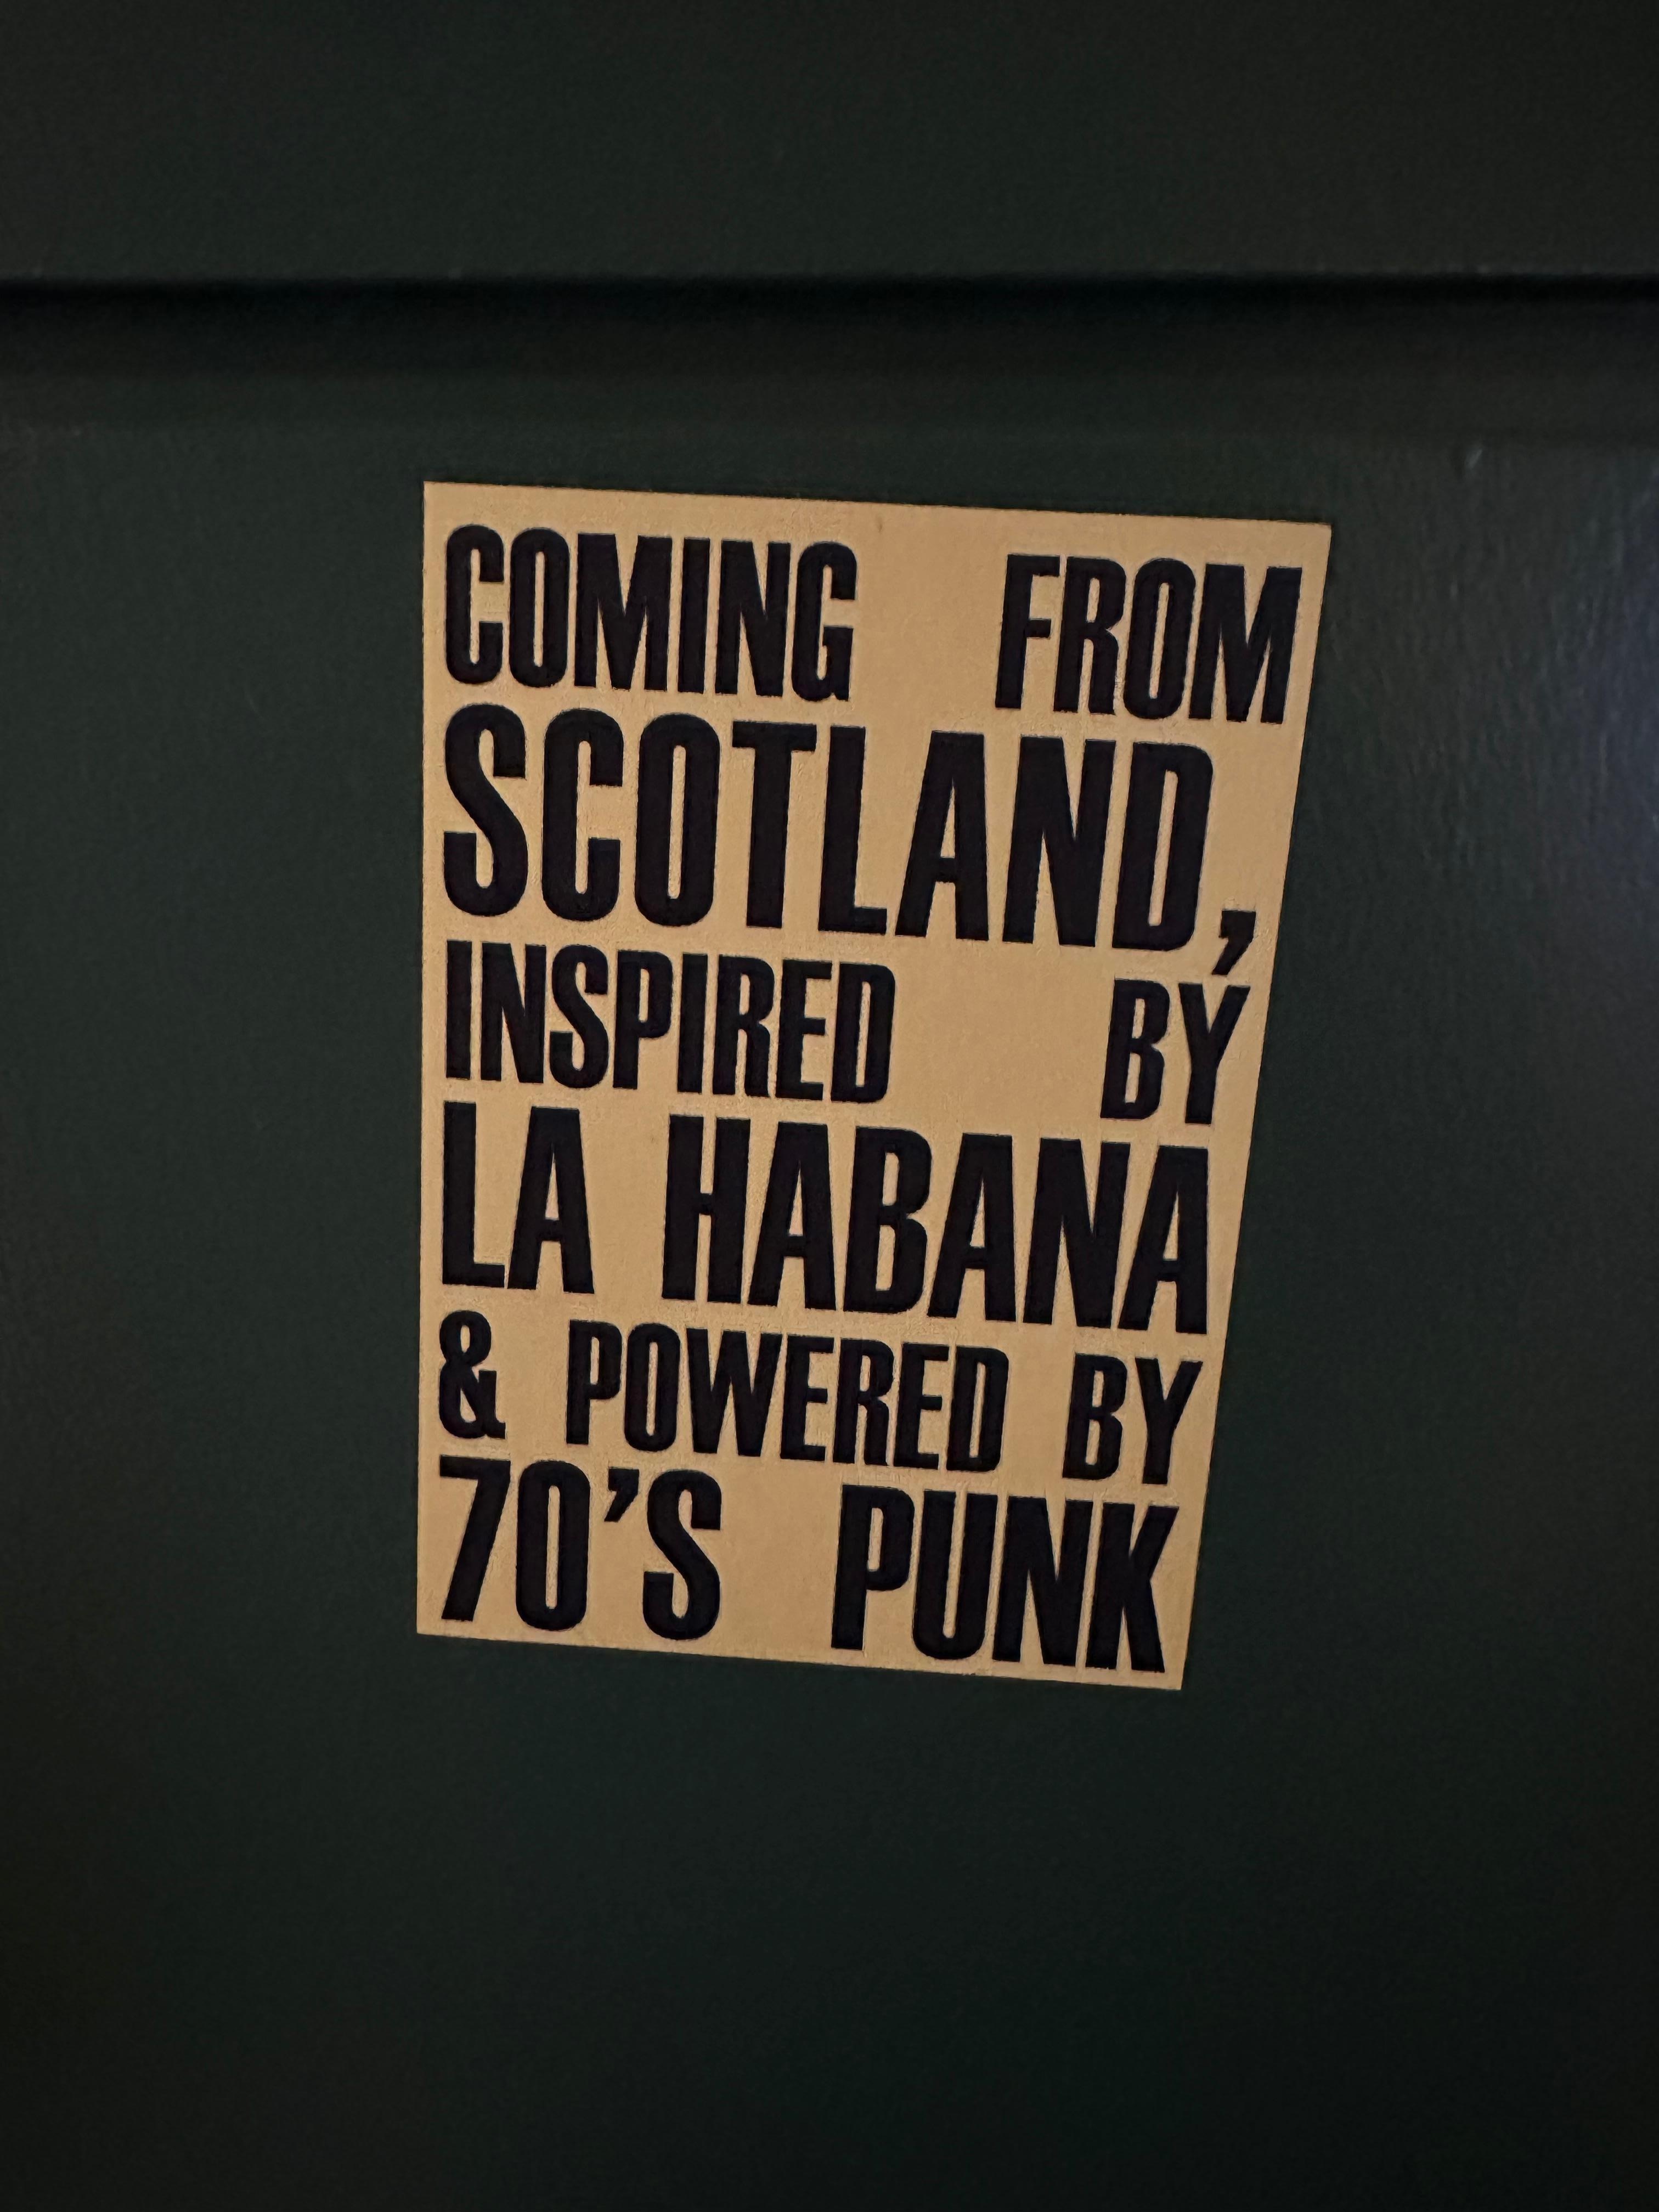 COMING FROM
SCOTLAND,
INSPIRED BY
LA HABANA
& POWERED BY
70'S PUNK